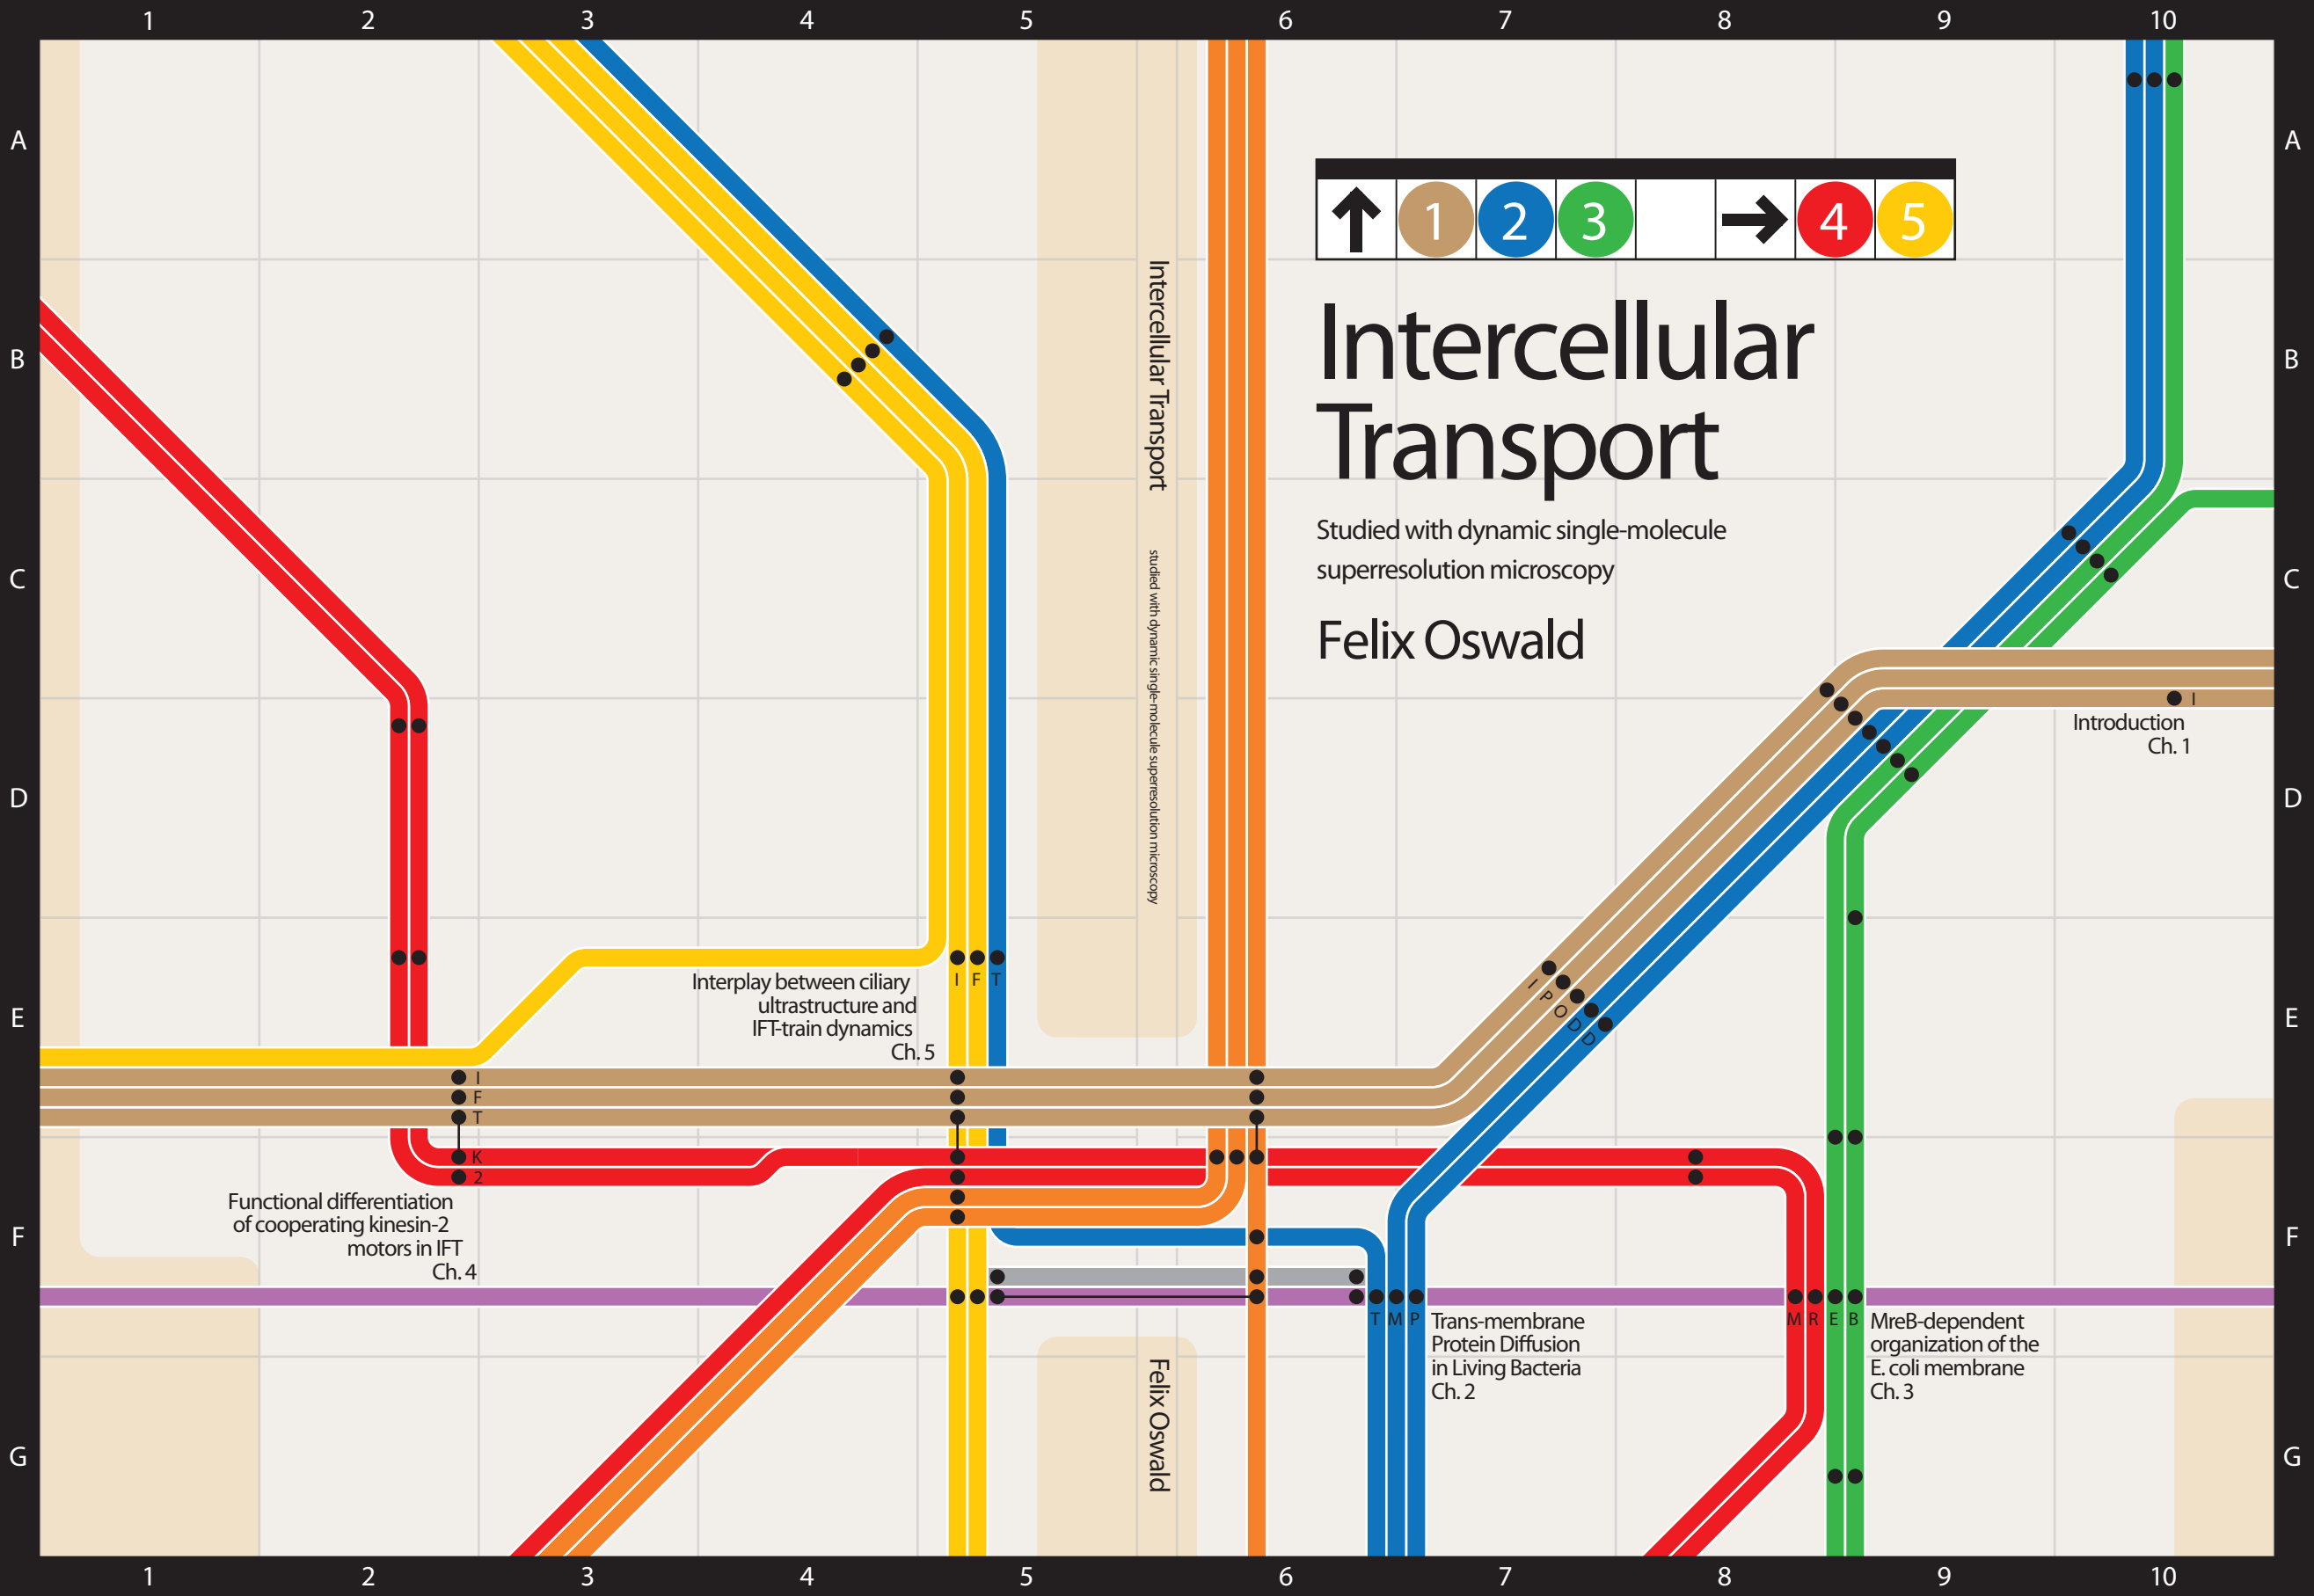 1 2 3 4 5 6 7 8 9 10
A A
1 2 3 4 5
Intercellular Transport studied with dynamic single-molecule superresolution microscopy
Intercellular
Transport
B B
Studied with dynamic single-molecule
superresolution microscopy
C C
Felix Oswald
I
Introduction
Ch. 1
D D
I F T
Interplay between ciliary
ultrastructure and
IFT-train dynamics
Ch. 5
I P O D D
E E
I
F
T
K
2
Functional differentiation
of cooperating kinesin-2
motors in IFT
Ch. 4
F F
T M P
Trans-membrane
Protein Diffusion
in Living Bacteria
Ch. 2
M R E B
MreB-dependent
organization of the
E. coli membrane
Ch. 3
Felix Oswald
G G
1 2 3 4 5 6 7 8 9 10